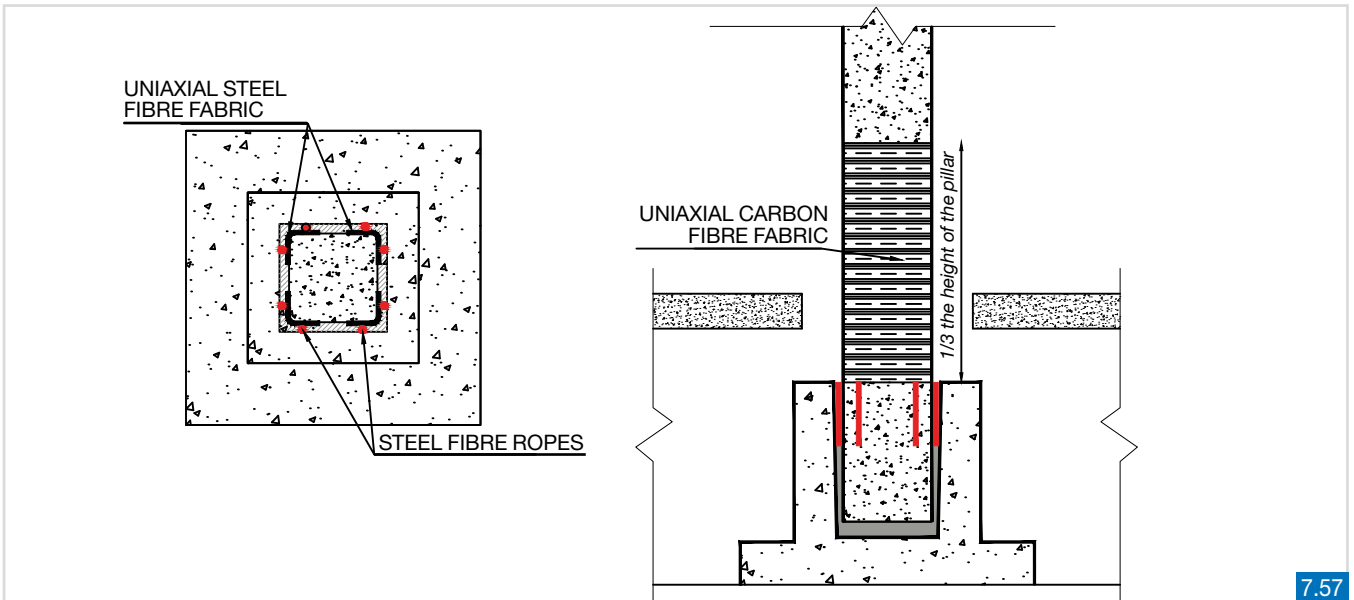 UNIAXIAL STEEL
FIBRE FABRIC
STEEL FIBRE ROPES
UNIAXIAL CARBON
FIBRE FABRIC
1/3 the height of the pillar
7.57